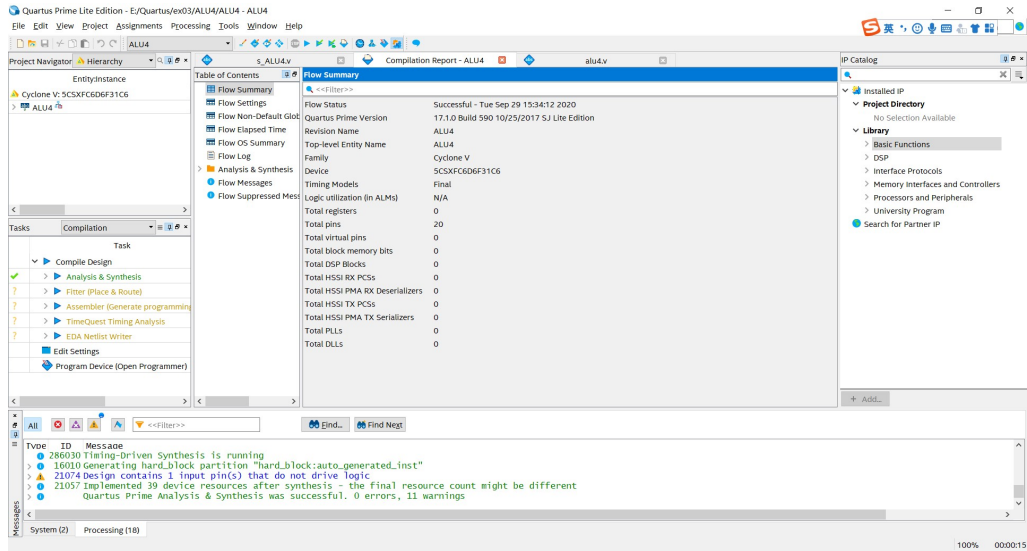 Quartus Prime Lite Edition - E:/Quartus/ex03/ALU4/ALU4 - ALU4
File Edit View Project Assignments Processing Tools Window Help
英
ALU4
Project Navigator Hierarchy
Entity:Instance
Cyclone V: 5CSXFC6D6F31C6
ALU4
s_ALU4.v
Compilation Report - ALU4
alu4.v
Table of Contents
Flow Summary
Flow Settings
Flow Non-Default Glob
Flow Elapsed Time
Flow OS Summary
Flow Log
Analysis & Synthesis
Flow Messages
Flow Suppressed Mess
Flow Summary
<<Filter>>
Flow Status Successful - Tue Sep 29 15:34:12 2020
Quartus Prime Version 17.1.0 Build 590 10/25/2017 SJ Lite Edition
Revision Name ALU4
Top-level Entity Name ALU4
Family Cyclone V
Device 5CSXFC6D6F31C6
Timing Models Final
Logic utilization (in ALMs) N/A
Total registers 0
Total pins 20
Total virtual pins 0
Total block memory bits 0
Total DSP Blocks 0
Total HSSI RX PCSs 0
Total HSSI PMA RX Deserializers 0
Total HSSI TX PCSs 0
Total HSSI PMA TX Serializers 0
Total PLLs 0
Total DLLs 0
IP Catalog
Installed IP
Project Directory
No Selection Available
Library
Basic Functions
DSP
Interface Protocols
Memory Interfaces and Controllers
Processors and Peripherals
University Program
Search for Partner IP
+ Add...
Tasks Compilation
Task
Compile Design
Analysis & Synthesis
Fitter (Place & Route)
Assembler (Generate programming
TimeQuest Timing Analysis
EDA Netlist Writer
Edit Settings
Program Device (Open Programmer)
All <<Filter>> Find... Find Next
Type ID Message
286030 Timing-Driven Synthesis is running
16010 Generating hard_block partition "hard_block:auto_generated_inst"
21074 Design contains 1 input pin(s) that do not drive logic
21057 Implemented 39 device resources after synthesis - the final resource count might be different
Quartus Prime Analysis & Synthesis was successful. 0 errors, 11 warnings
Messages
System (2) Processing (18)
100% 00:00:15